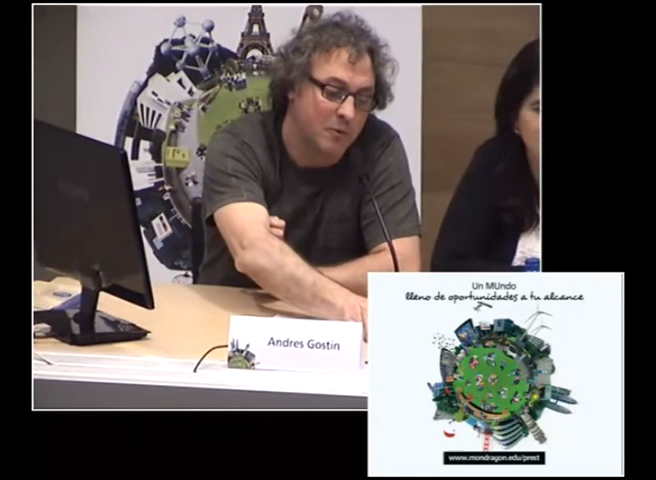 Andres Gostin
Un MUndo
lleno de oportunidades a tu alcance
www.mondragon.edu/prest